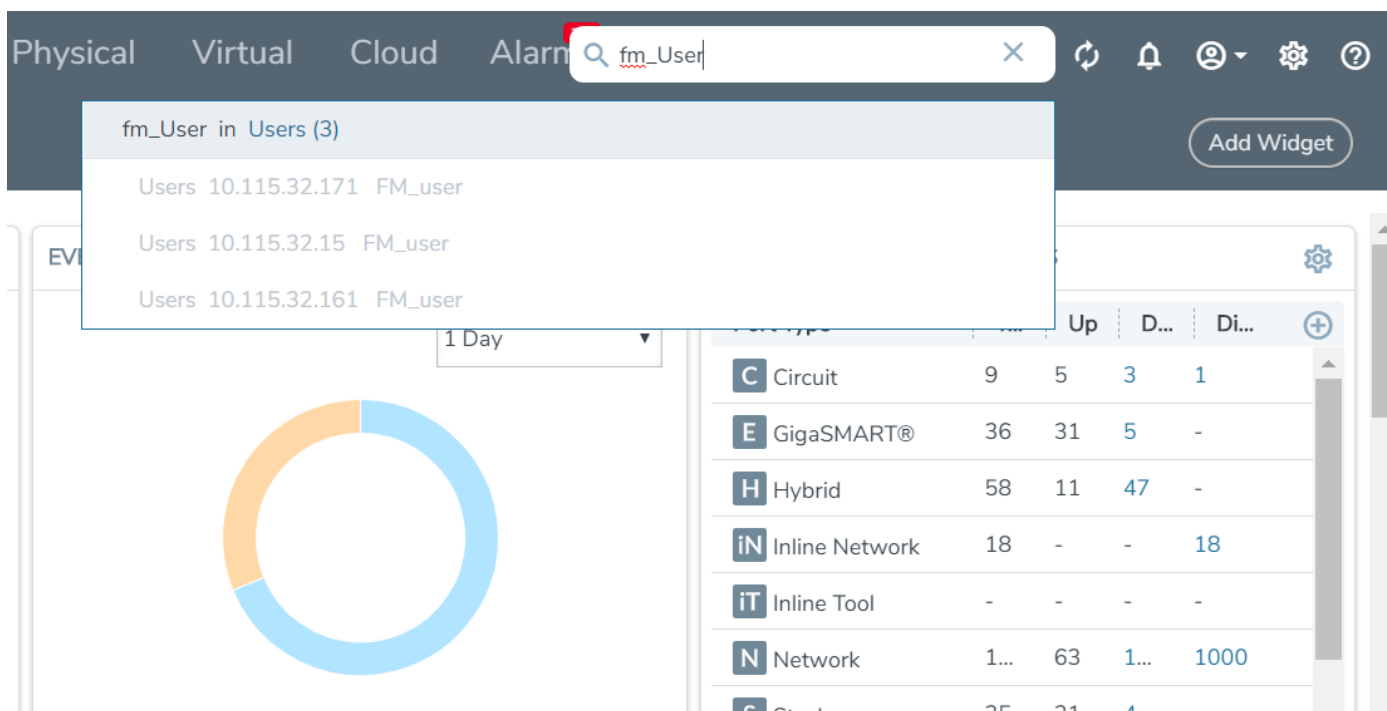 Physical Virtual Cloud Alarm fm_User
fm_User in Users (3)
Add Widget
Users 10.115.32.171 FM_user
Users 10.115.32.15 FM_user
Users 10.115.32.161 FM_user
1 Day
Up D... Di...
C Circuit 9 5 3 1
E GigaSMART® 36 31 5 -
H Hybrid 58 11 47 -
iN Inline Network 18 - - 18
iT Inline Tool - - - -
N Network 1... 63 1... 1000